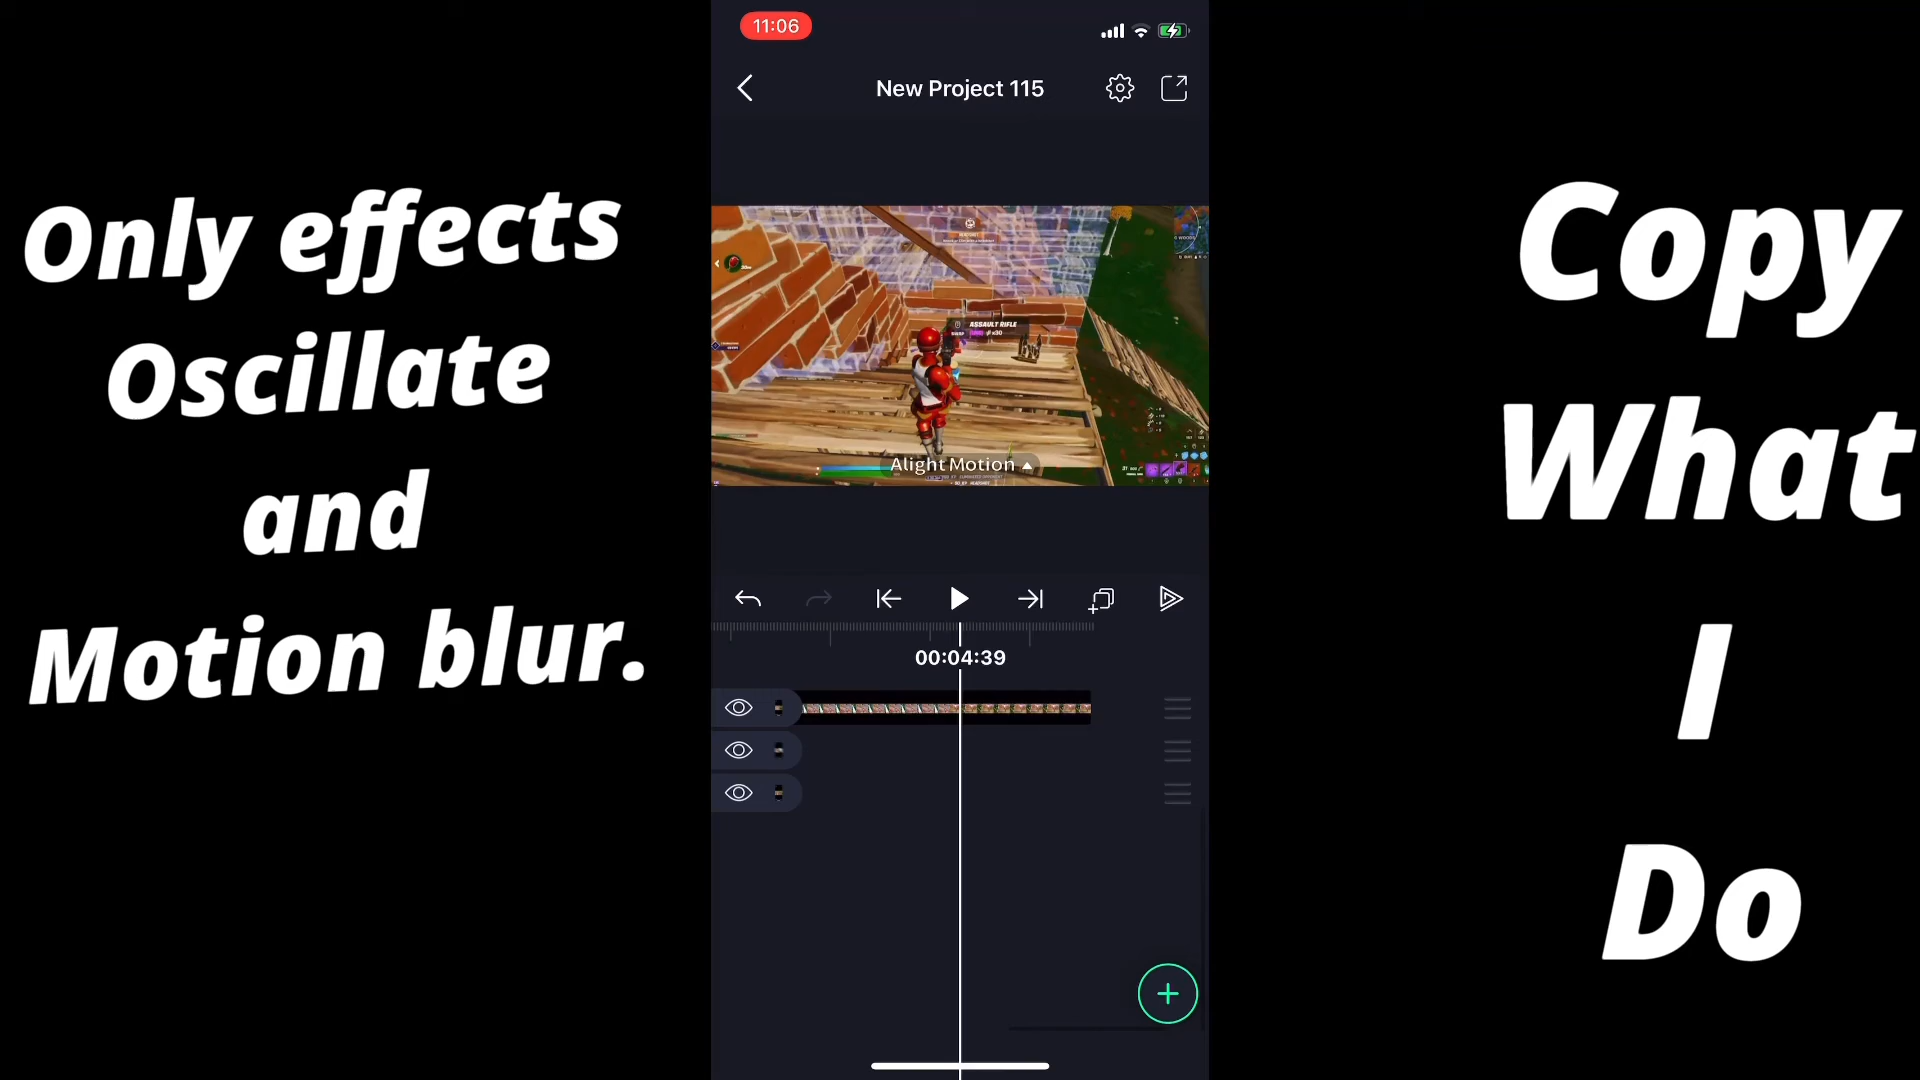 Only effects
Oscillate
and
Motion blur.
11:06
New Project 115
ASSAULT RIFLE
x30
Alight Motion
00:04:39
Copy
What
I
Do